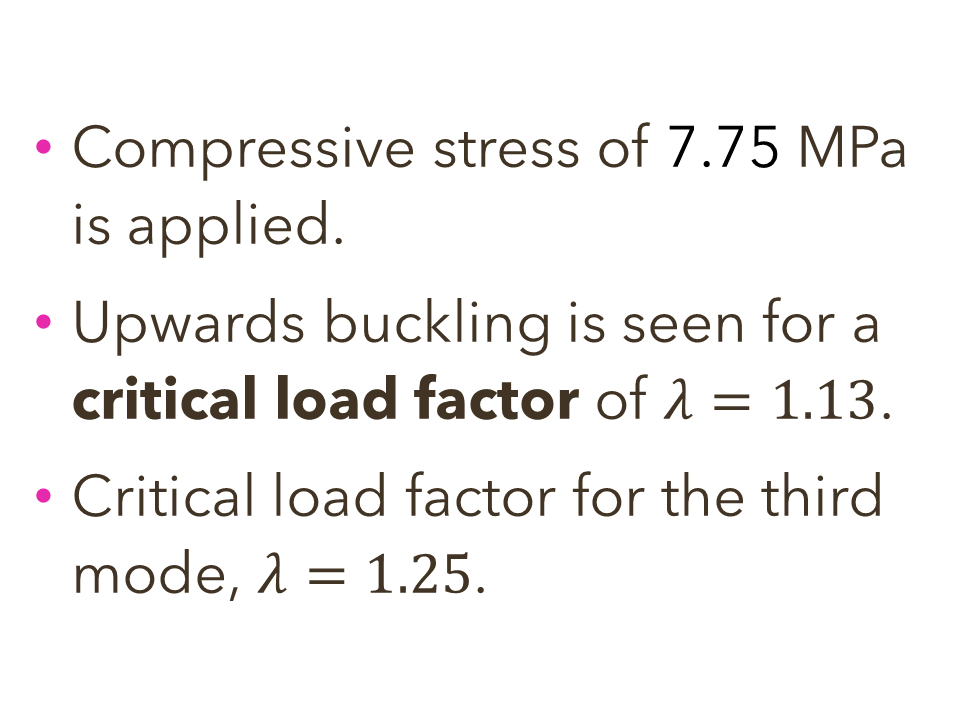 • Compressive stress of 7.75 MPa
is applied.
• Upwards buckling is seen for a
critical load factor of 𝜆 = 1.13.
• Critical load factor for the third
mode, 𝜆 = 1.25.